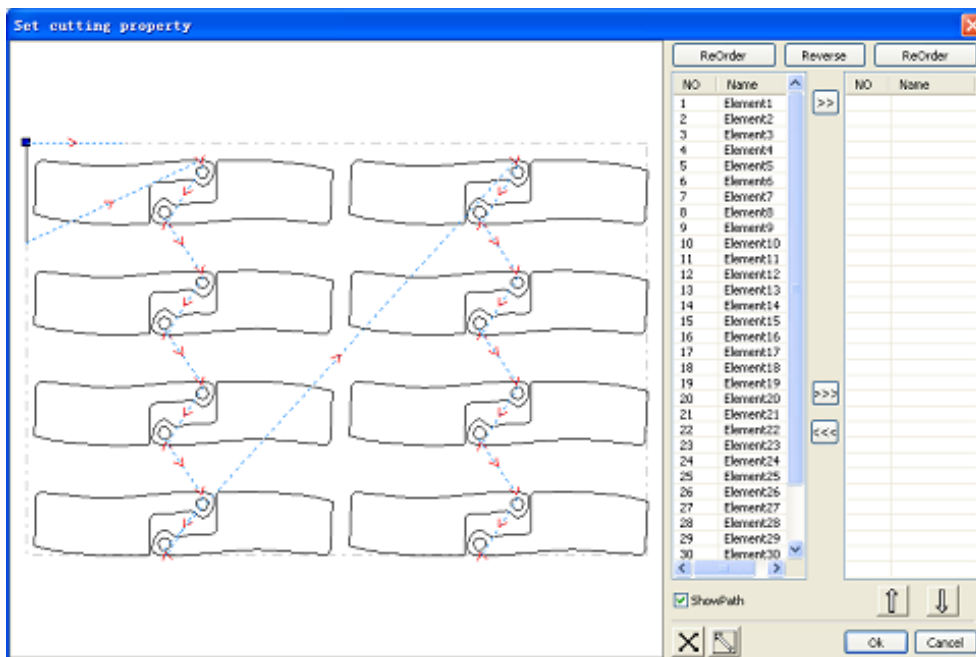 Set cutting property
ReOrder Reverse ReOrder
NO Name >> NO Name
1 Element1
2 Element2
3 Element3
4 Element4
5 Element5
6 Element6
7 Element7
8 Element8
9 Element9
10 Element10
11 Element11
12 Element12
13 Element13
14 Element14
15 Element15
16 Element16
17 Element17
18 Element18
19 Element19
20 Element20 >>>
21 Element21
22 Element22 <<<
23 Element23
24 Element24
25 Element25
26 Element26
27 Element27
28 Element28
29 Element29
30 Element30
ShowPath
Ok Cancel